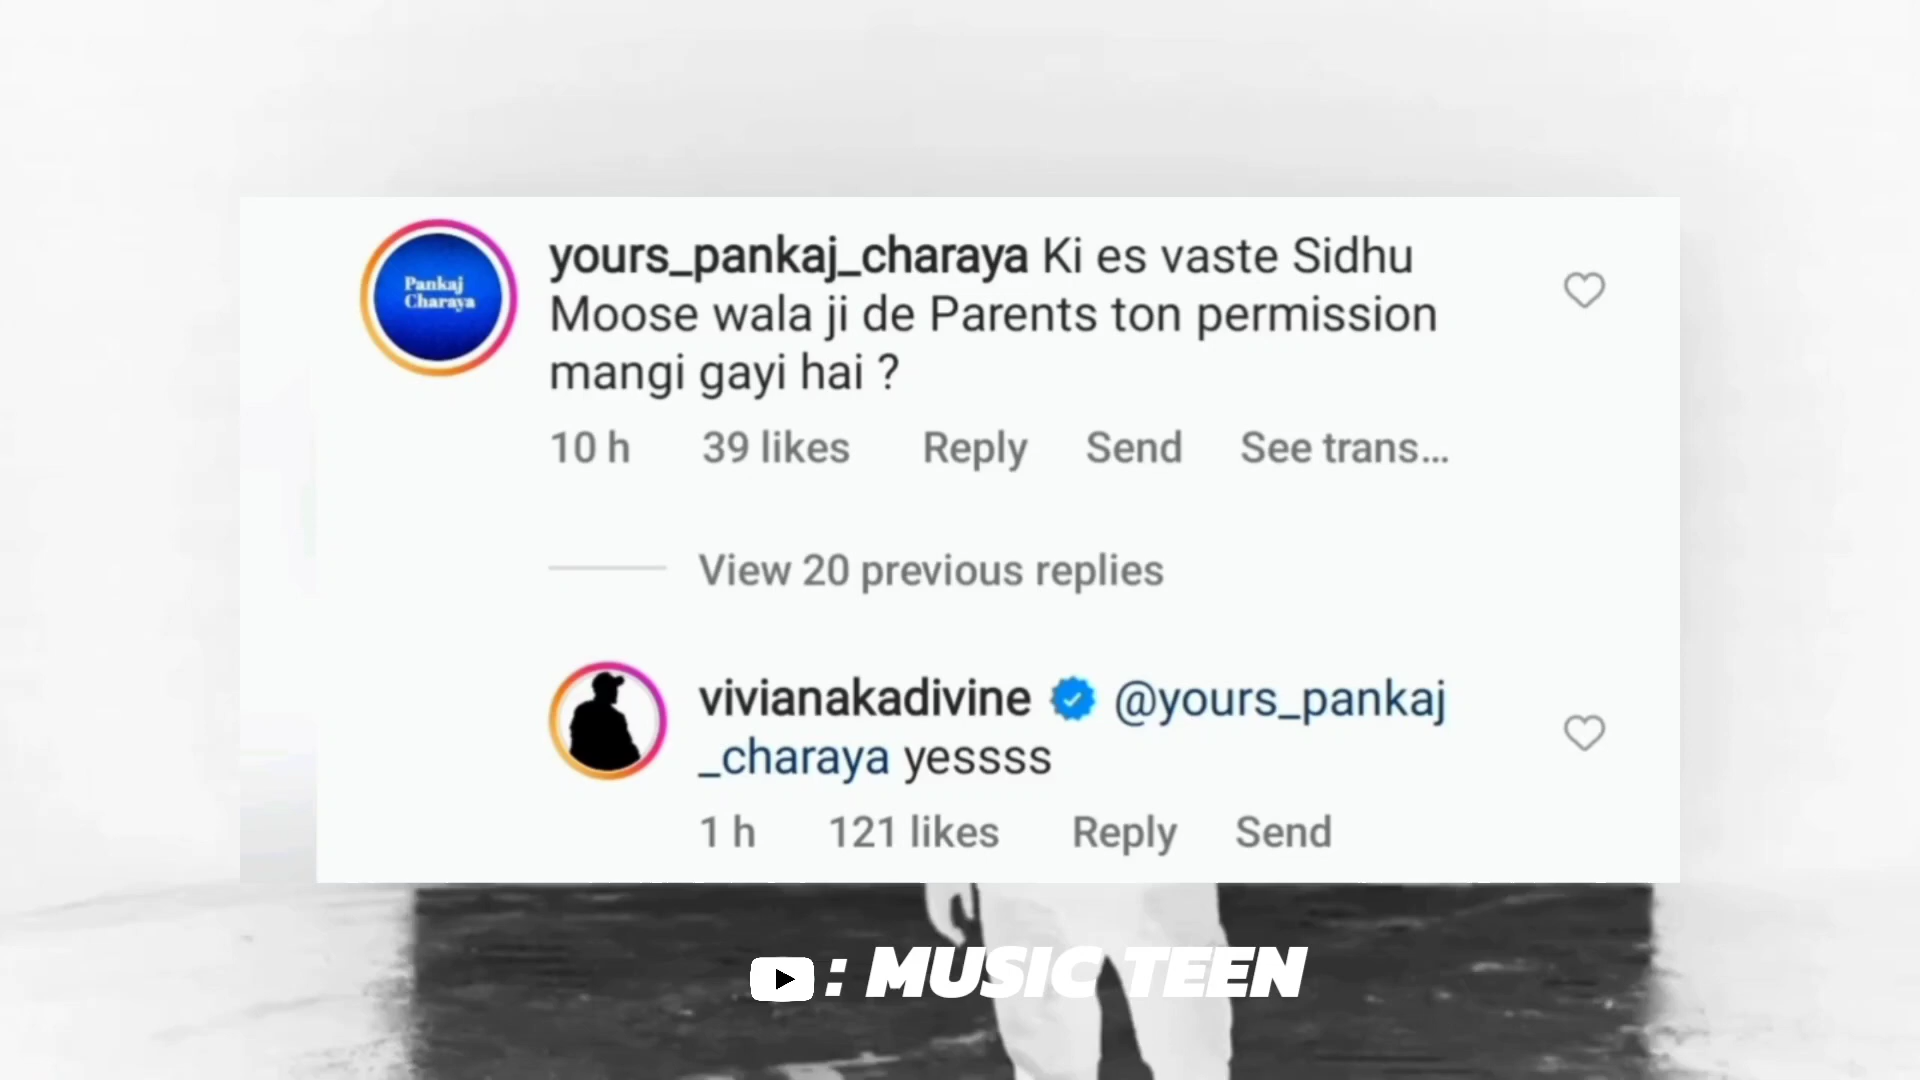 Pankaj
Charaya
yours_pankaj_charaya Ki es vaste Sidhu
Moose wala ji de Parents ton permission
mangi gayi hai ?
10 h 39 likes Reply Send See trans...
View 20 previous replies
vivianakadivine @yours_pankaj
_charaya yessss
1 h 121 likes Reply Send
: MUSIC TEEN